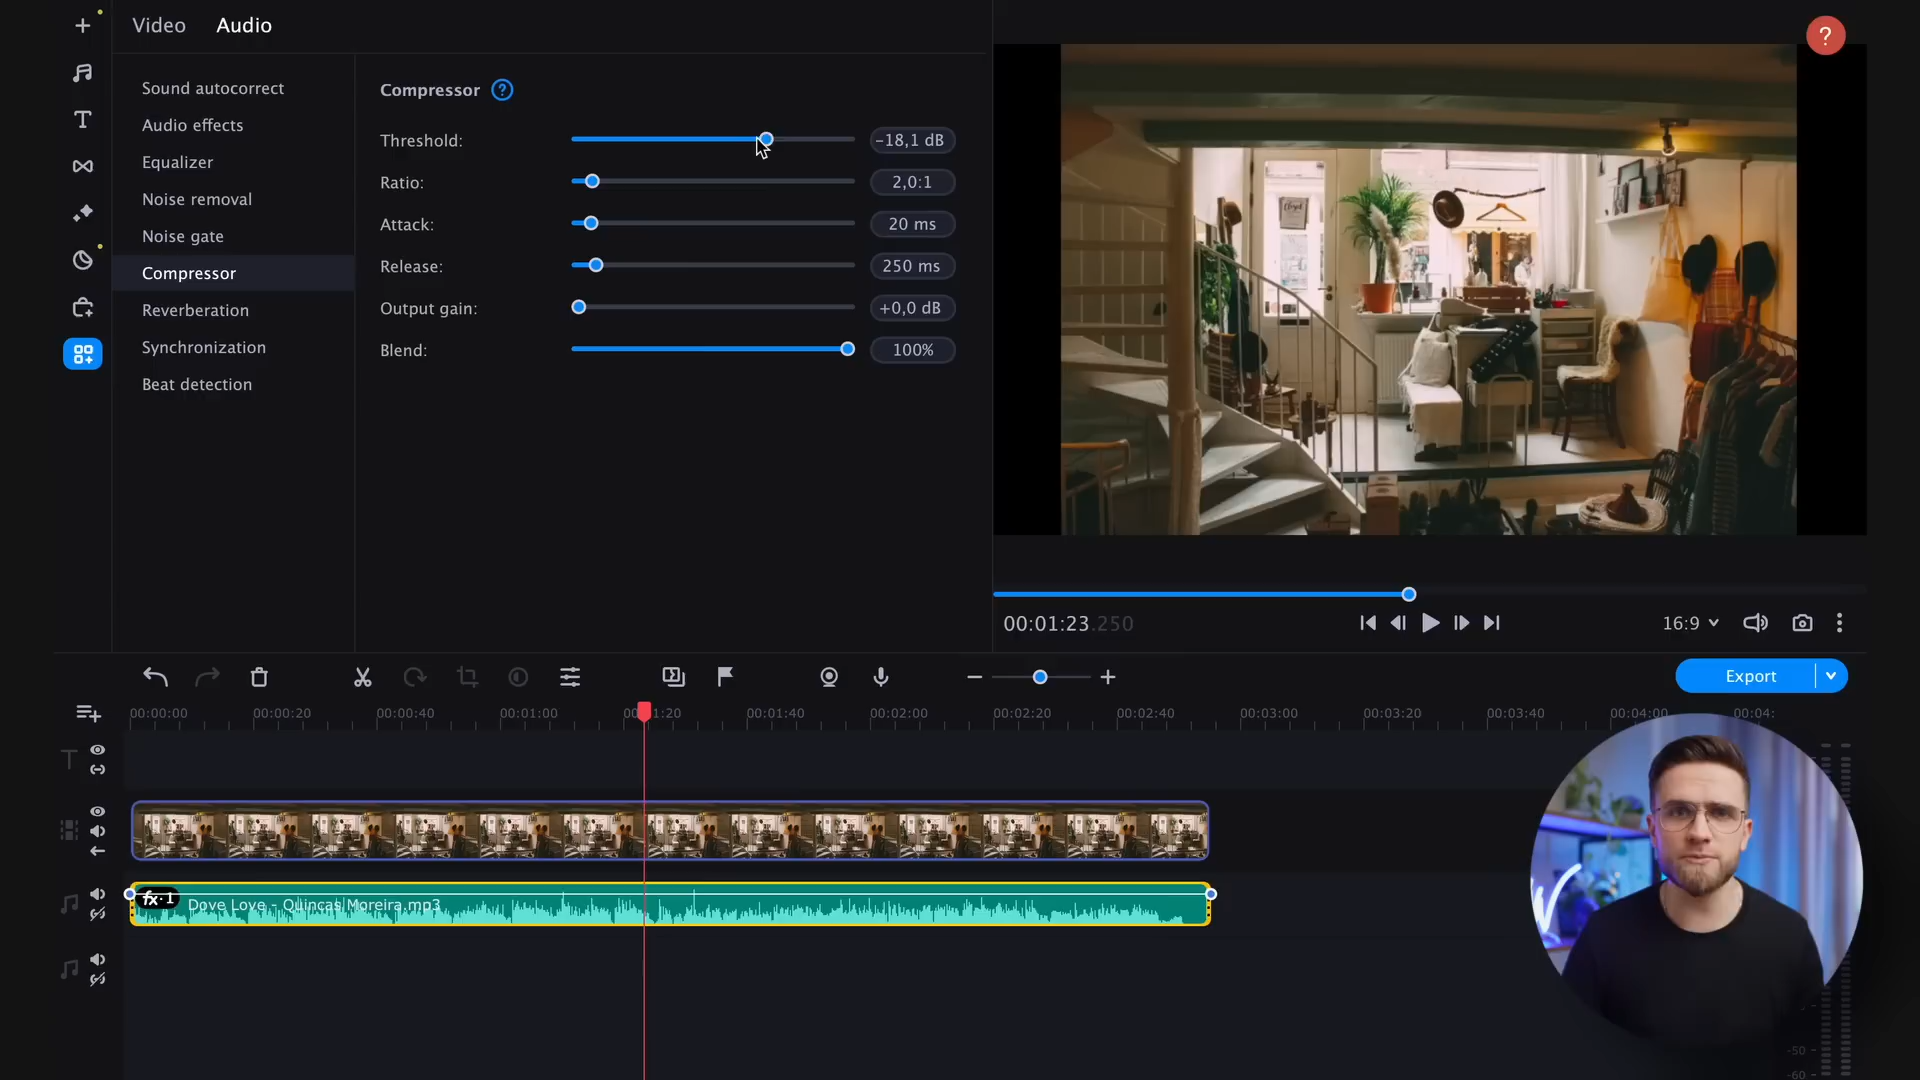 Video Audio
?
Sound autocorrect
Audio effects
Equalizer
Noise removal
Noise gate
Compressor
Reverberation
Synchronization
Beat detection
Compressor ?
Threshold: -18,1 dB
Ratio: 2,0:1
Attack: 20 ms
Release: 250 ms
Output gain: +0,0 dB
Blend: 100%
00:01:23.250
16:9
Export
00:00:00 00:00:20 00:00:40 00:01:00 00:01:20 00:01:40 00:02:00 00:02:20 00:02:40 00:03:00 00:03:20 00:03:40 00:04:00 00:04:
T
fx·1 Dove Love - Quincas Moreira.mp3
-50
-60